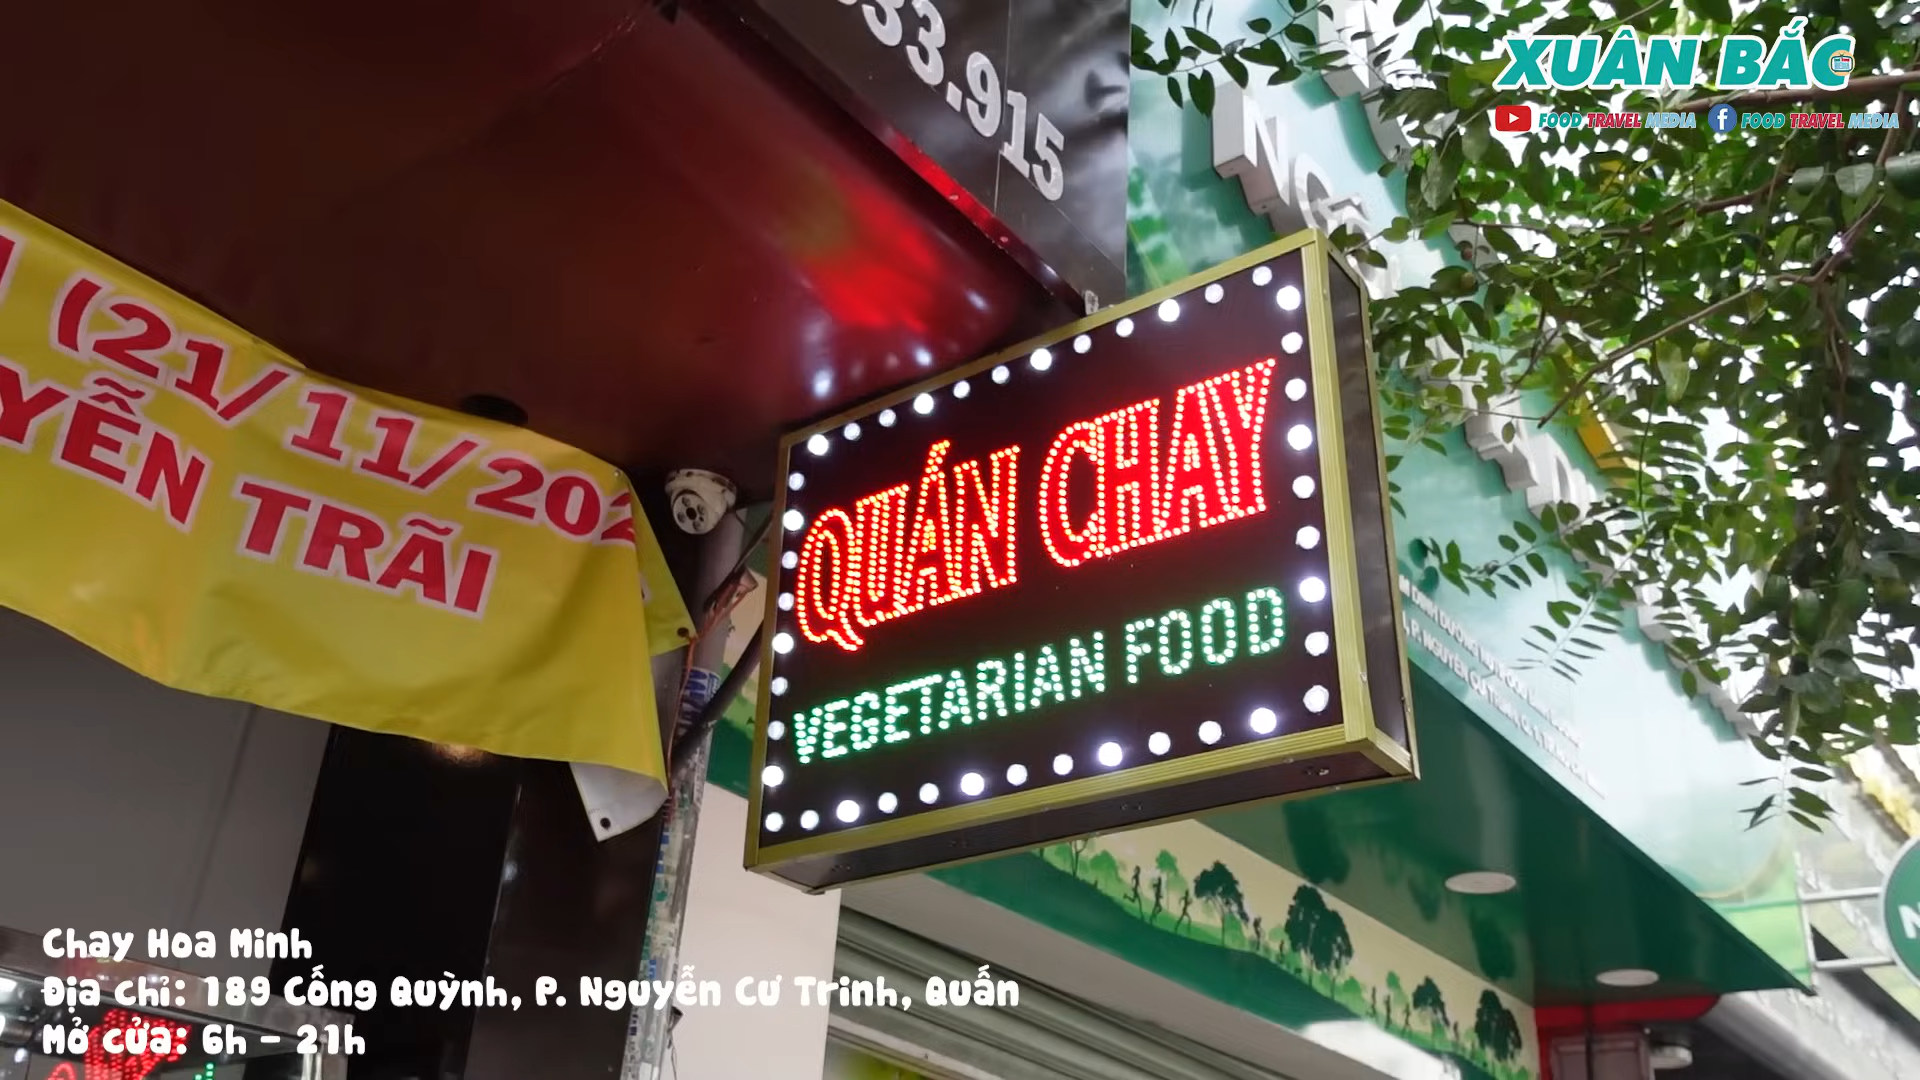 33.915
XUÂN BẮC
FOOD TRAVEL MEDIA
FOOD TRAVEL MEDIA
(21/11/202
YỄN TRÃI
QUÁN CHAY
VEGETARIAN FOOD
Chay Hoa Minh
Địa chỉ: 189 Cống Quỳnh, P. Nguyễn Cư Trinh, Quấn
Mở cửa: 6h - 21h